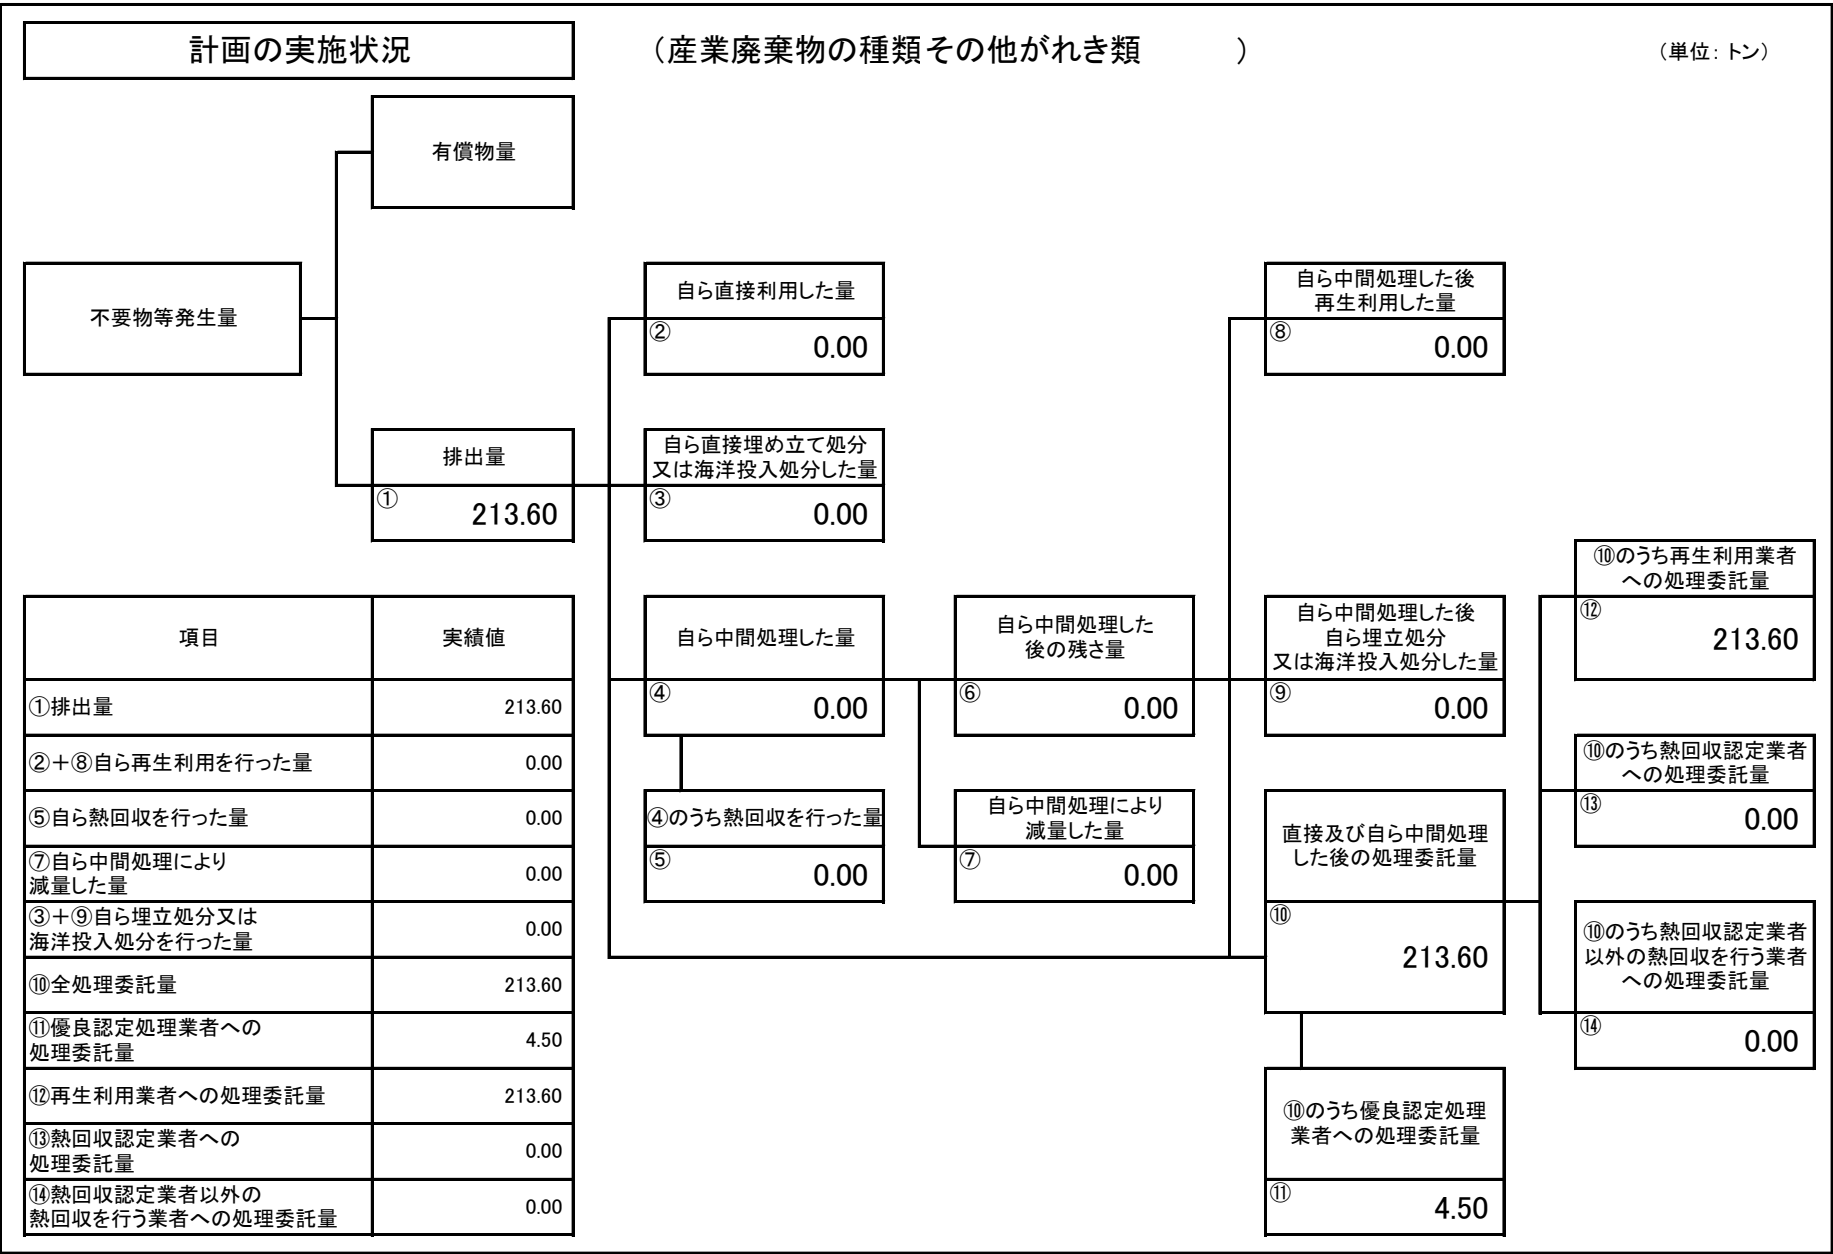 計画の実施状況
（産業廃棄物の種類その他がれき類　　　）
（単位：トン）
有償物量
不要物等発生量
自ら直接利用した量
②
0.00
自ら中間処理した後
再生利用した量
⑧
0.00
排出量
①
213.60
自ら直接埋め立て処分
又は海洋投入処分した量
③
0.00
⑩のうち再生利用業者
への処理委託量
⑫
213.60
自ら中間処理した量
④
0.00
自ら中間処理した
後の残さ量
⑥
0.00
自ら中間処理した後
自ら埋立処分
又は海洋投入処分した量
⑨
0.00
⑩のうち熱回収認定業者
への処理委託量
⑬
0.00
④のうち熱回収を行った量
⑤
0.00
自ら中間処理により
減量した量
⑦
0.00
直接及び自ら中間処理
した後の処理委託量
⑩
213.60
⑩のうち熱回収認定業者
以外の熱回収を行う業者
への処理委託量
⑭
0.00
⑩のうち優良認定処理
業者への処理委託量
⑪
4.50
項目 実績値
①排出量 213.60
②＋⑧自ら再生利用を行った量 0.00
⑤自ら熱回収を行った量 0.00
⑦自ら中間処理により
減量した量 0.00
③＋⑨自ら埋立処分又は
海洋投入処分を行った量 0.00
⑩全処理委託量 213.60
⑪優良認定処理業者への
処理委託量 4.50
⑫再生利用業者への処理委託量 213.60
⑬熱回収認定業者への
処理委託量 0.00
⑭熱回収認定業者以外の
熱回収を行う業者への処理委託量 0.00